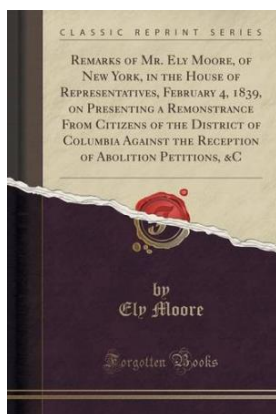 CLASSIC REPRINT SERIES
REMARKS OF MR. ELY MOORE, OF
NEW YORK, IN THE HOUSE OF
REPRESENTATIVES, FEBRUARY 4, 1839,
ON PRESENTING A REMONSTRANCE
FROM CITIZENS OF THE DISTRICT OF
COLUMBIA AGAINST THE RECEPTION
OF ABOLITION PETITIONS, &C
by
Ely Moore
Forgotten Books